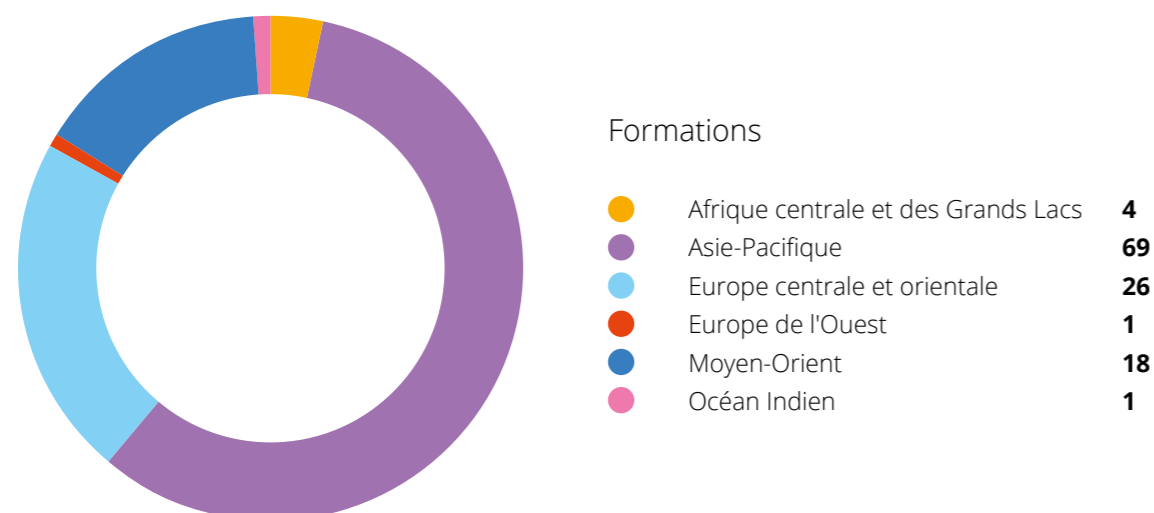 Formations
Afrique centrale et des Grands Lacs 4
Asie-Pacifique 69
Europe centrale et orientale 26
Europe de l'Ouest 1
Moyen-Orient 18
Océan Indien 1